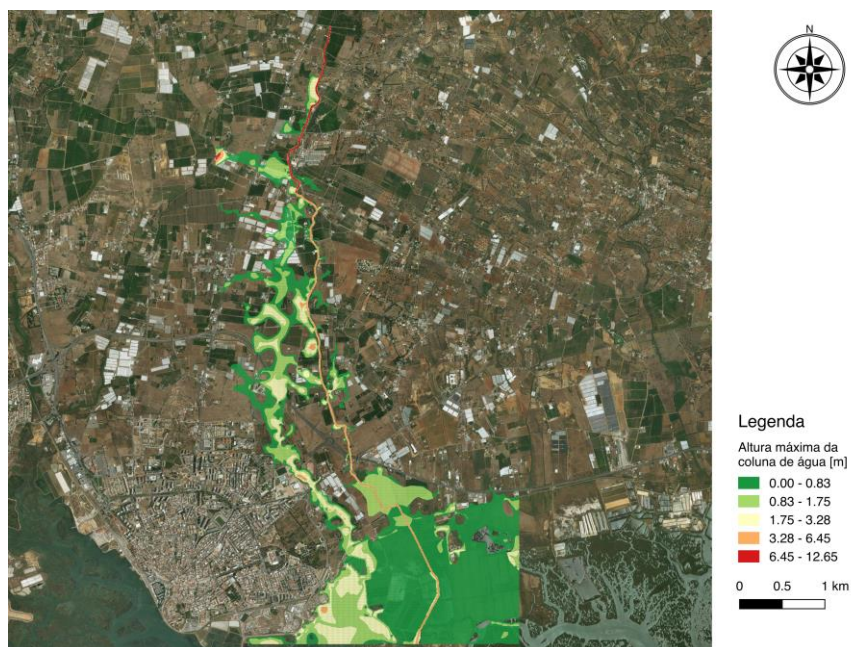 N
Legenda
Altura máxima da
coluna de água [m]
0.00 - 0.83
0.83 - 1.75
1.75 - 3.28
3.28 - 6.45
6.45 - 12.65
0 0.5 1 km